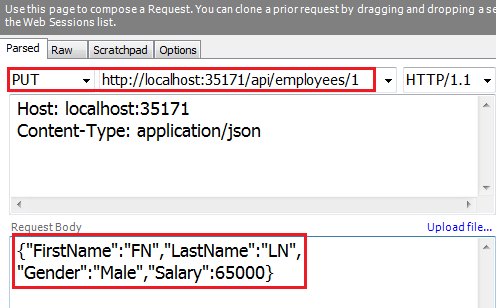 Use this page to compose a Request. You can clone a prior request by dragging and dropping a se
the Web Sessions list.
Parsed Raw Scratchpad Options
PUT http://localhost:35171/api/employees/1 HTTP/1.1
Host: localhost:35171
Content-Type: application/json
Request Body Upload file...
{"FirstName":"FN","LastName":"LN",
"Gender":"Male","Salary":65000}